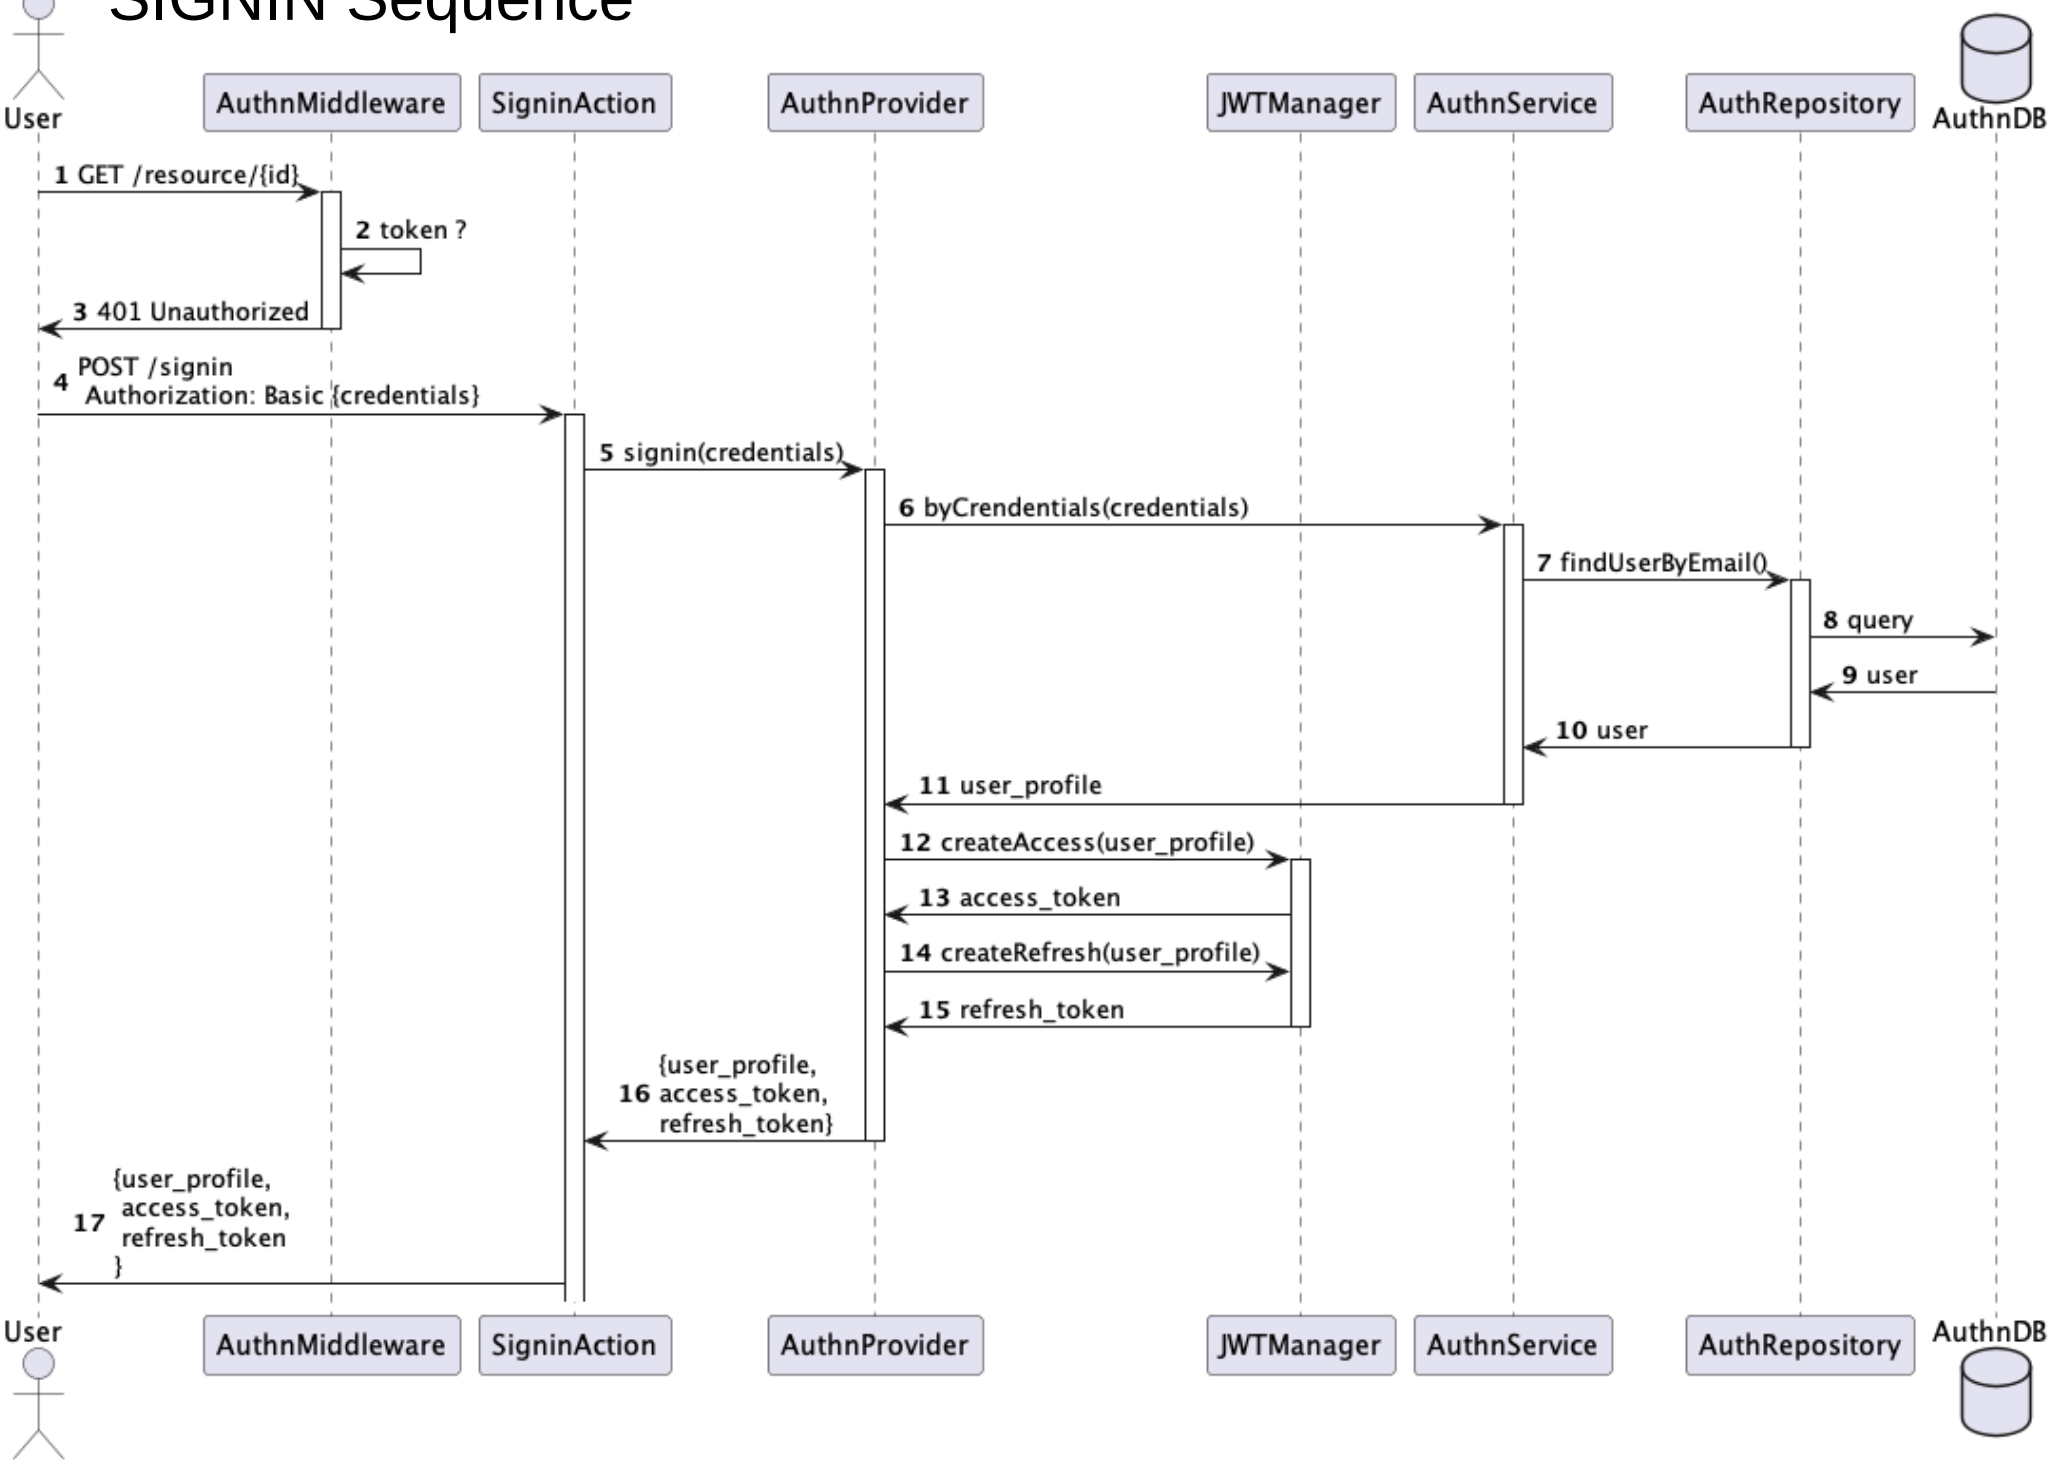 SIGNIN Sequence
User
AuthnMiddleware
SigninAction
AuthnProvider
JWTManager
AuthnService
AuthRepository
AuthnDB
1 GET /resource/{id}
2 token ?
3 401 Unauthorized
4 POST /signin
Authorization: Basic {credentials}
5 signin(credentials)
6 byCrendentials(credentials)
7 findUserByEmail()
8 query
9 user
10 user
11 user_profile
12 createAccess(user_profile)
13 access_token
14 createRefresh(user_profile)
15 refresh_token
{user_profile,
16 access_token,
refresh_token}
{user_profile,
access_token,
17 refresh_token
}
User
AuthnMiddleware
SigninAction
AuthnProvider
JWTManager
AuthnService
AuthRepository
AuthnDB